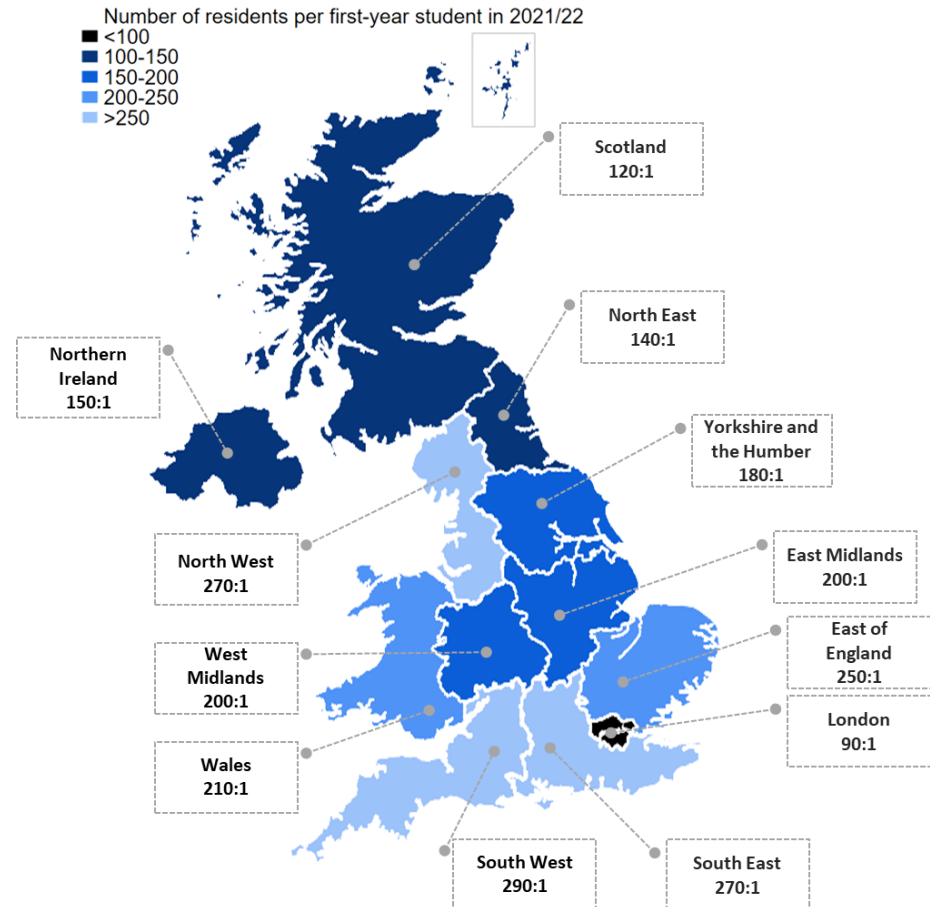 Number of residents per first-year student in 2021/22
<100
100-150
150-200
200-250
>250
Scotland
120:1
North East
140:1
Northern
Ireland
150:1
Yorkshire and
the Humber
180:1
North West
270:1
East Midlands
200:1
East of
England
250:1
West
Midlands
200:1
London
90:1
Wales
210:1
South West
290:1
South East
270:1